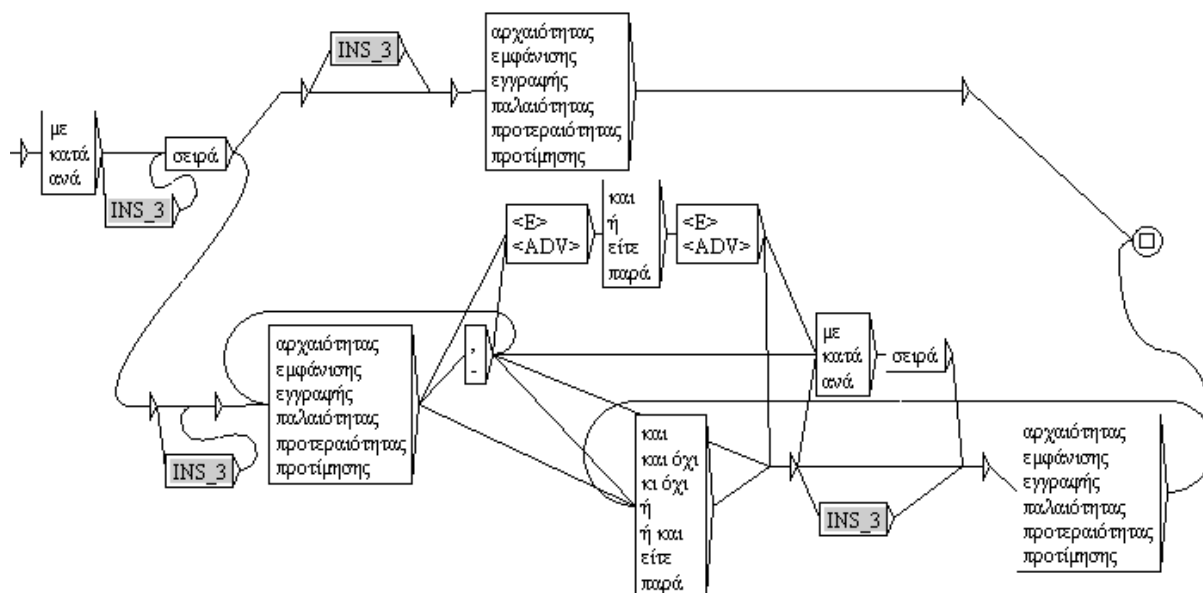 INS_3
αρχαιότητας
εμφάνισης
εγγραφής
παλαιότητας
προτεραιότητας
προτίμησης
με
κατά
ανά
σειρά
INS_3
<E>
<ADV>
και
ή
είτε
παρά
<E>
<ADV>
αρχαιότητας
εμφάνισης
εγγραφής
παλαιότητας
προτεραιότητας
προτίμησης
,
-
με
κατά
ανά
σειρά
INS_3
και
και όχι
κι όχι
ή
ή και
είτε
παρά
INS_3
αρχαιότητας
εμφάνισης
εγγραφής
παλαιότητας
προτεραιότητας
προτίμησης